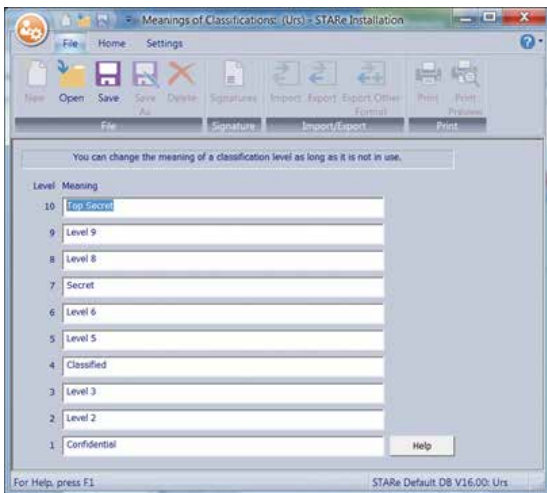 Meanings of Classifications: (Urs) - STARe Installation
File Home Settings
New Open Save Save As Delete Signatures Import Export Export Other Format Print Print Preview
File Signature Import/Export Print
You can change the meaning of a classification level as long as it is not in use.
Level Meaning
10 Top Secret
9 Level 9
8 Level 8
7 Secret
6 Level 6
5 Level 5
4 Classified
3 Level 3
2 Level 2
1 Confidential
Help
For Help, press F1 STARe Default DB V16.00: Urs